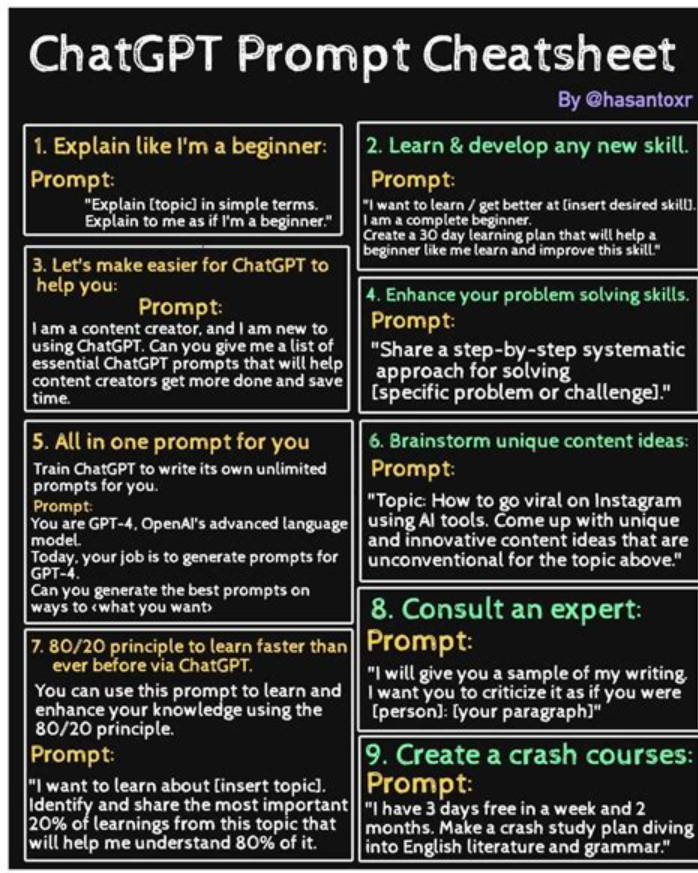 ChatGPT Prompt Cheatsheet
By @hasantoxr
1. Explain like I'm a beginner:
Prompt:
"Explain [topic] in simple terms.
Explain to me as if I'm a beginner."
2. Learn & develop any new skill.
Prompt:
"I want to learn / get better at [insert desired skill].
I am a complete beginner.
Create a 30 day learning plan that will help a
beginner like me learn and improve this skill."
3. Let's make easier for ChatGPT to
help you:
Prompt:
I am a content creator, and I am new to
using ChatGPT. Can you give me a list of
essential ChatGPT prompts that will help
content creators get more done and save
time.
4. Enhance your problem solving skills.
Prompt:
"Share a step-by-step systematic
approach for solving
[specific problem or challenge]."
5. All in one prompt for you
Train ChatGPT to write its own unlimited
prompts for you.
Prompt:
You are GPT-4, OpenAI's advanced language
model.
Today, your job is to generate prompts for
GPT-4.
Can you generate the best prompts on
ways to <what you want>
6. Brainstorm unique content ideas:
Prompt:
"Topic: How to go viral on Instagram
using AI tools. Come up with unique
and innovative content ideas that are
unconventional for the topic above."
7. 80/20 principle to learn faster than
ever before via ChatGPT.
You can use this prompt to learn and
enhance your knowledge using the
80/20 principle.
Prompt:
"I want to learn about [insert topic].
Identify and share the most important
20% of learnings from this topic that
will help me understand 80% of it.
8. Consult an expert:
Prompt:
"I will give you a sample of my writing.
I want you to criticize it as if you were
[person]: [your paragraph]"
9. Create a crash courses:
Prompt:
"I have 3 days free in a week and 2
months. Make a crash study plan diving
into English literature and grammar."